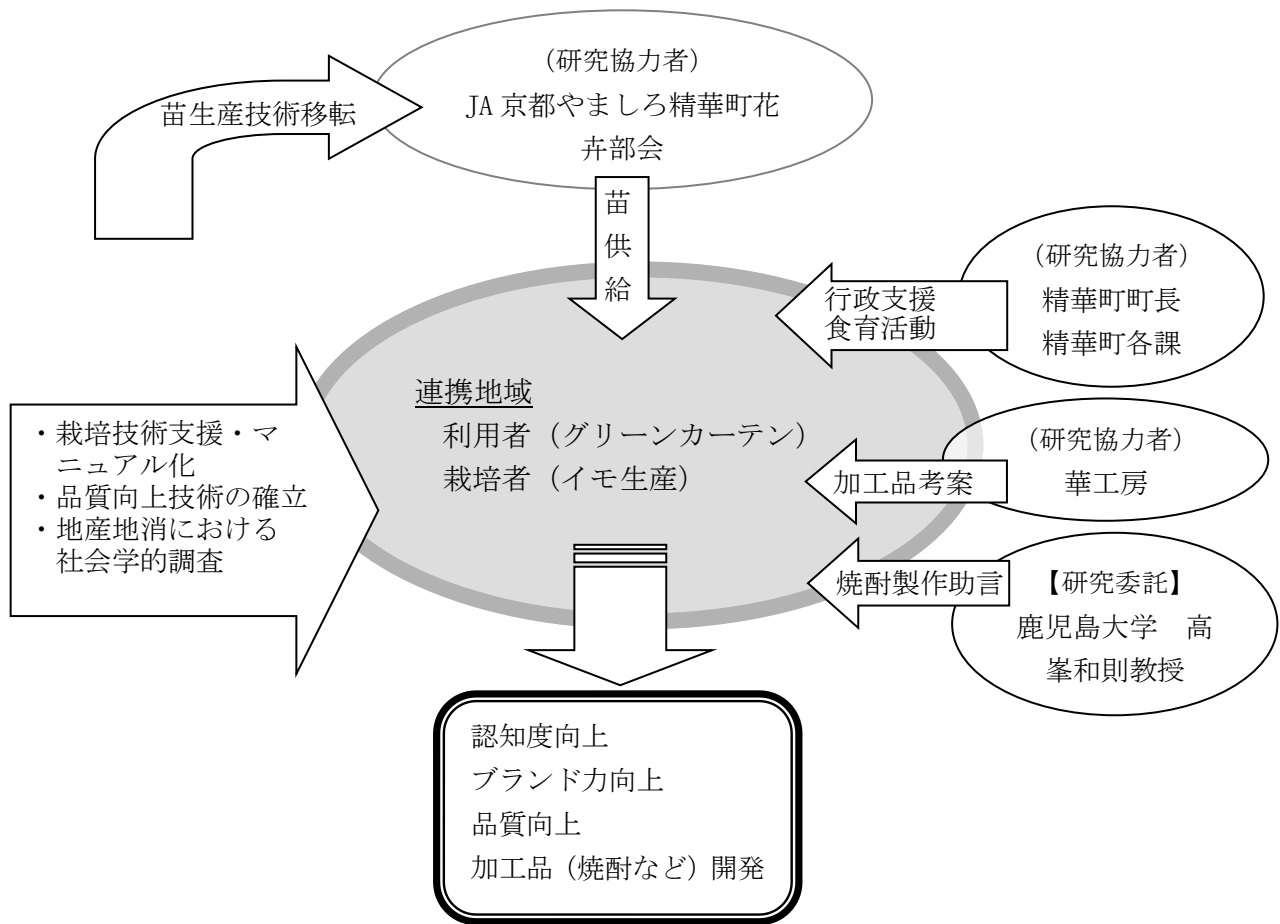 (研究協力者)
JA京都やましろ精華町花
卉部会
苗生産技術移転
苗
供
給
(研究協力者)
精華町町長
精華町各課
行政支援
食育活動
連携地域
利用者(グリーンカーテン)
栽培者(イモ生産)
・栽培技術支援・マ
ニュアル化
・品質向上技術の確立
・地産地消における
社会学的調査
(研究協力者)
華工房
加工品考案
焼酎製作助言
【研究委託】
鹿児島大学 高
峯和則教授
認知度向上
ブランド力向上
品質向上
加工品(焼酎など)開発